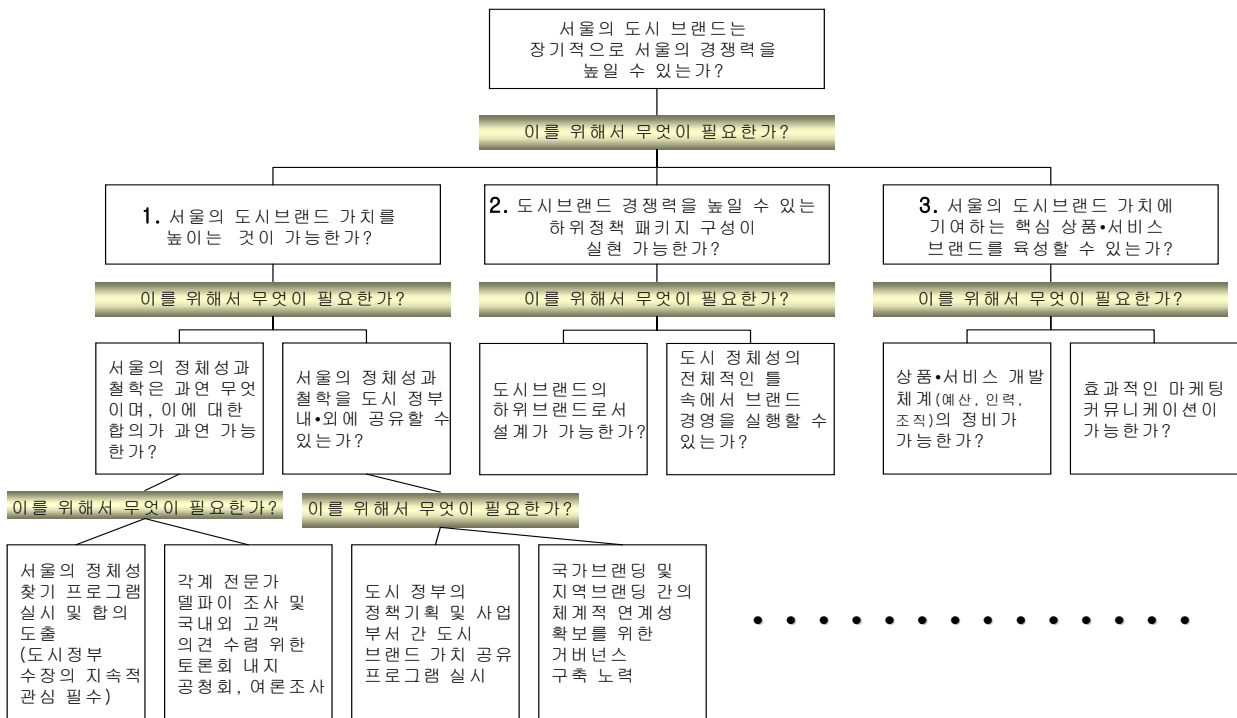 서울의 도시 브랜드는
장기적으로 서울의 경쟁력을
높일 수 있는가?
이를 위해서 무엇이 필요한가?
1. 서울의 도시브랜드 가치를
높이는 것이 가능한가?
2. 도시브랜드 경쟁력을 높일 수 있는
하위정책 패키지 구성이
실현 가능한가?
3. 서울의 도시브랜드 가치에
기여하는 핵심 상품•서비스
브랜드를 육성할 수 있는가?
이를 위해서 무엇이 필요한가?
이를 위해서 무엇이 필요한가?
이를 위해서 무엇이 필요한가?
서울의 정체성과
철학은 과연 무엇
이며, 이에 대한
합의가 과연 가능
한가?
서울의 정체성과
철학을 도시 정부
내•외에 공유할 수
있는가?
도시브랜드의
하위브랜드로서
설계가 가능한가?
도시 정체성의
전체적인 틀
속에서 브랜드
경영을 실행할 수
있는가?
상품•서비스 개발
체계(예산, 인력,
조직)의 정비가
가능한가?
효과적인 마케팅
커뮤니케이션이
가능한가?
이를 위해서 무엇이 필요한가?
이를 위해서 무엇이 필요한가?
서울의 정체성
찾기 프로그램
실시 및 합의
도출
(도시정부
수장의 지속적
관심 필수)
각계 전문가
델파이 조사 및
국내외 고객
의견 수렴 위한
토론회 내지
공청회, 여론조사
도시 정부의
정책기획 및 사업
부서 간 도시
브랜드 가치 공유
프로그램 실시
국가브랜딩 및
지역브랜딩 간의
체계적 연계성
확보를 위한
거버넌스
구축 노력
• • • • • • • • • • • • • •